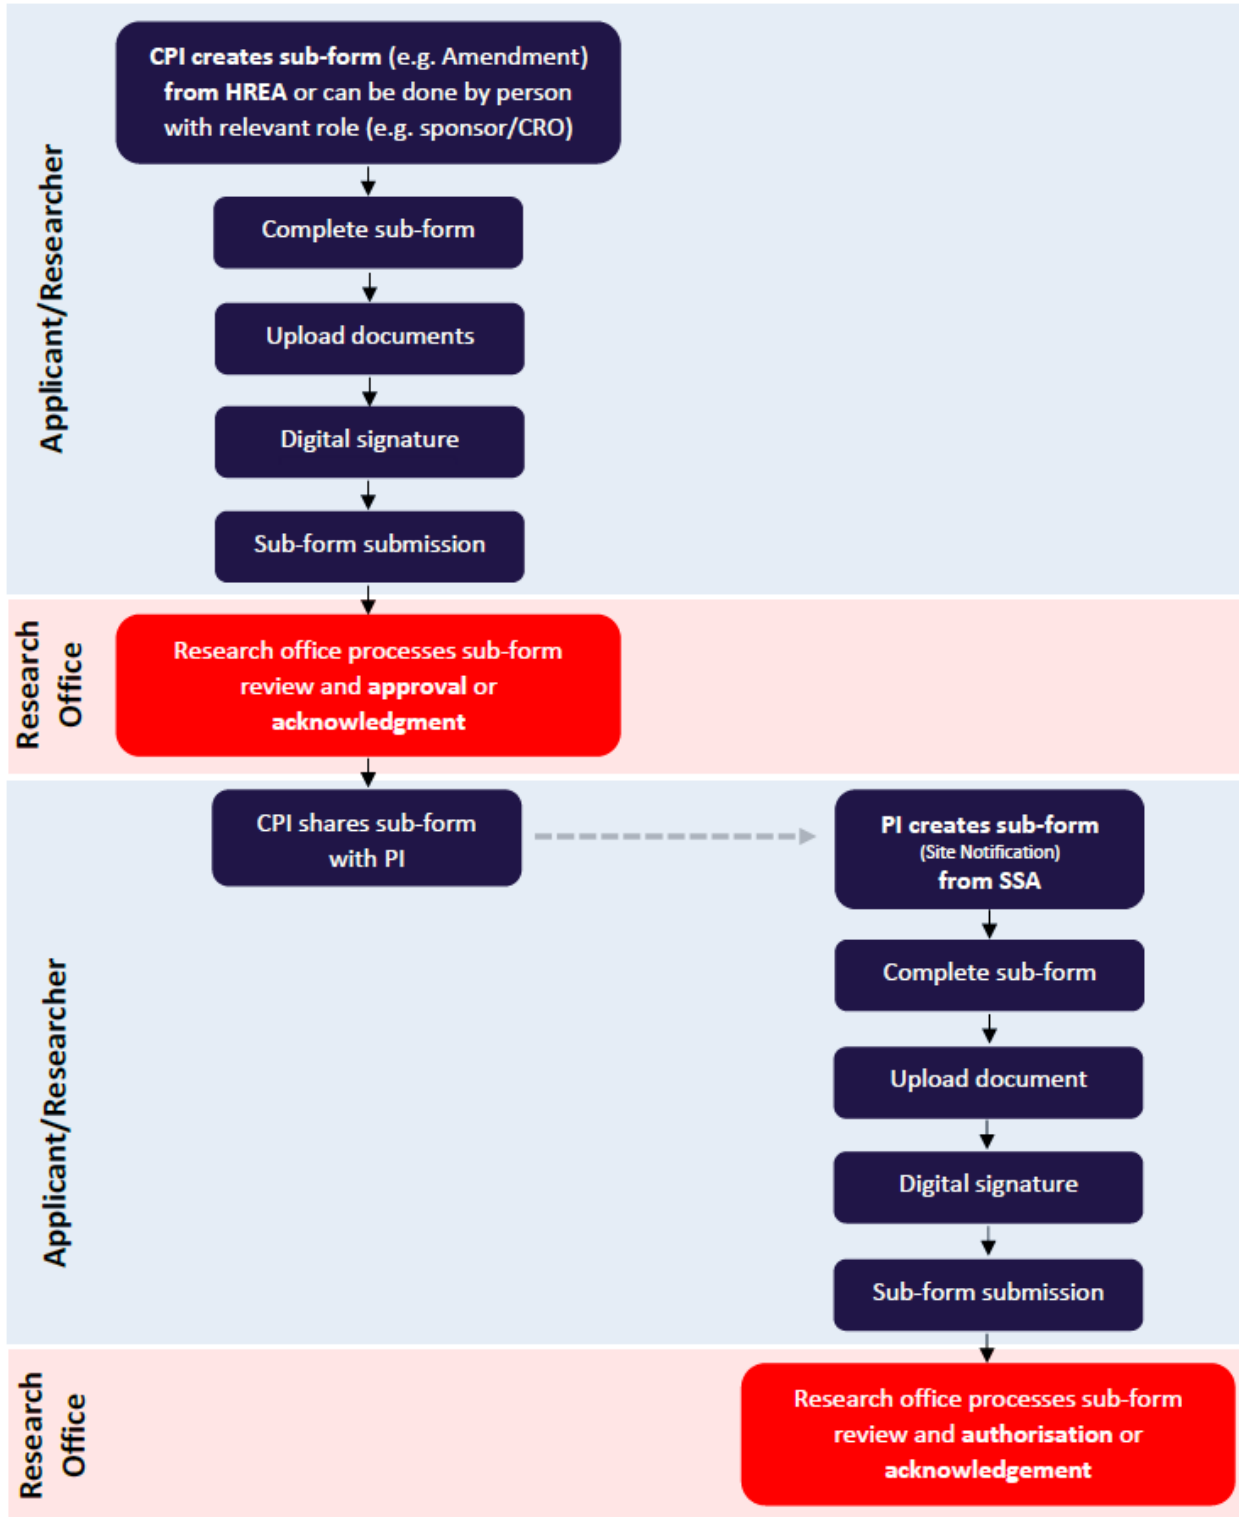 Applicant/Researcher
CPI creates sub-form (e.g. Amendment)
from HREA or can be done by person
with relevant role (e.g. sponsor/CRO)
Complete sub-form
Upload documents
Digital signature
Sub-form submission
Research
Office
Research office processes sub-form
review and approval or
acknowledgment
Applicant/Researcher
CPI shares sub-form
with PI
PI creates sub-form
(Site Notification)
from SSA
Complete sub-form
Upload document
Digital signature
Sub-form submission
Research
Office
Research office processes sub-form
review and authorisation or
acknowledgement